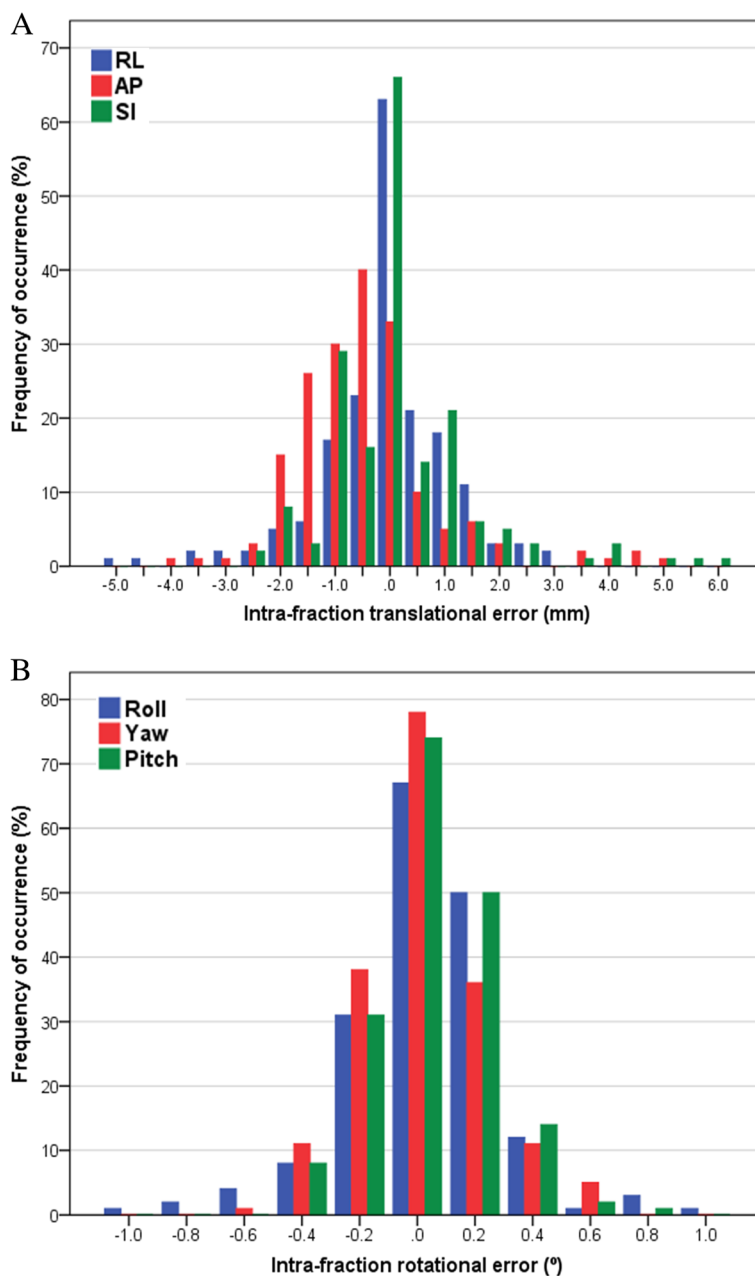 A
RL
AP
SI
70
60
50
40
30
20
10
0
Frequency of occurrence (%)
-5.0 -4.0 -3.0 -2.0 -1.0 .0 1.0 2.0 3.0 4.0 5.0 6.0
Intra-fraction translational error (mm)
B
Roll
Yaw
Pitch
80
70
60
50
40
30
20
10
0
Frequency of occurrence (%)
-1.0 -0.8 -0.6 -0.4 -0.2 .0 0.2 0.4 0.6 0.8 1.0
Intra-fraction rotational error (º)